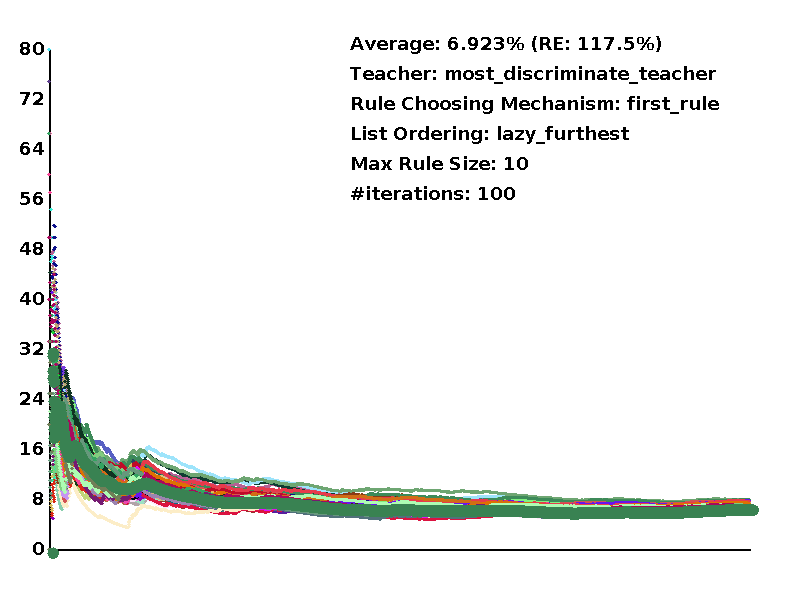 Average: 6.923% (RE: 117.5%)
Teacher: most_discriminate_teacher
Rule Choosing Mechanism: first_rule
List Ordering: lazy_furthest
Max Rule Size: 10
#iterations: 100
80
72
64
56
48
40
32
24
16
8
0